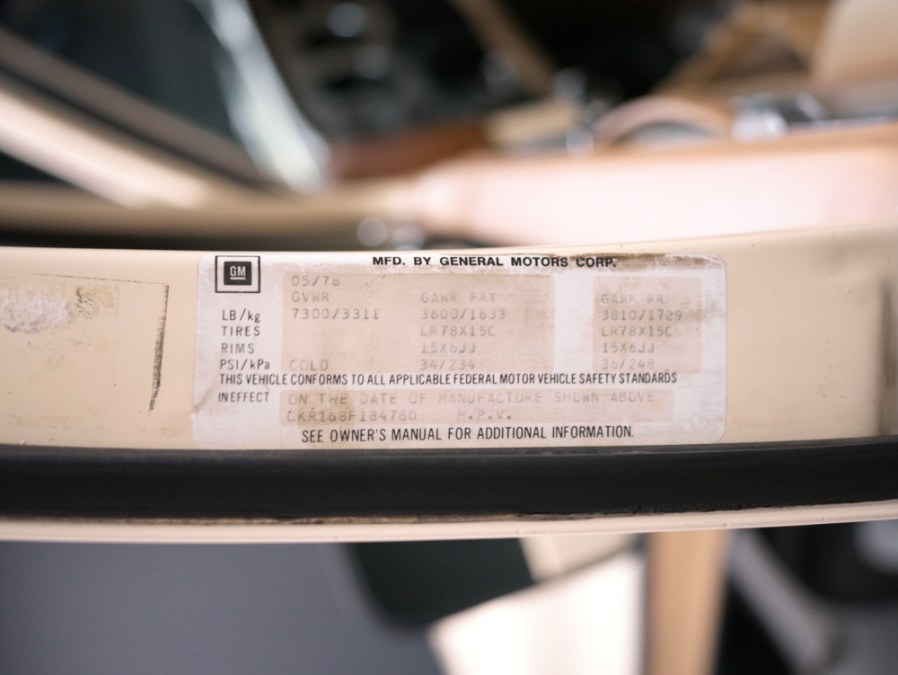 GM
MFD. BY GENERAL MOTORS CORP.
05/78
GVWR GAWR FRT GAWR RR
LB/kg 7300/3311 3600/1633 3810/1729
TIRES LR78X15C LR78X15C
RIMS 15X6JJ 15X6JJ
PSI/kPa COLD 34/234 36/248
THIS VEHICLE CONFORMS TO ALL APPLICABLE FEDERAL MOTOR VEHICLE SAFETY STANDARDS
IN EFFECT ON THE DATE OF MANUFACTURE SHOWN ABOVE
CKR168F184780 M.P.V.
SEE OWNER'S MANUAL FOR ADDITIONAL INFORMATION.